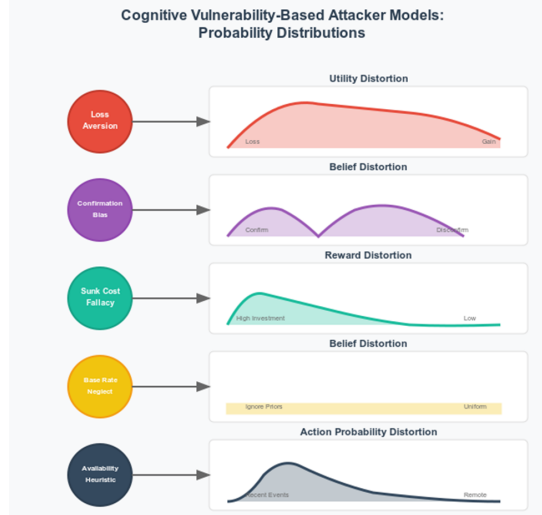 Cognitive Vulnerability-Based Attacker Models:
Probability Distributions
Utility Distortion
Loss
Aversion
Loss
Gain
Belief Distortion
Confirmation
Bias
Confirm
Disconfirm
Reward Distortion
Sunk Cost
Fallacy
High Investment
Low
Belief Distortion
Base Rate
Neglect
Ignore Priors
Uniform
Action Probability Distortion
Availability
Heuristic
Recent Events
Remote